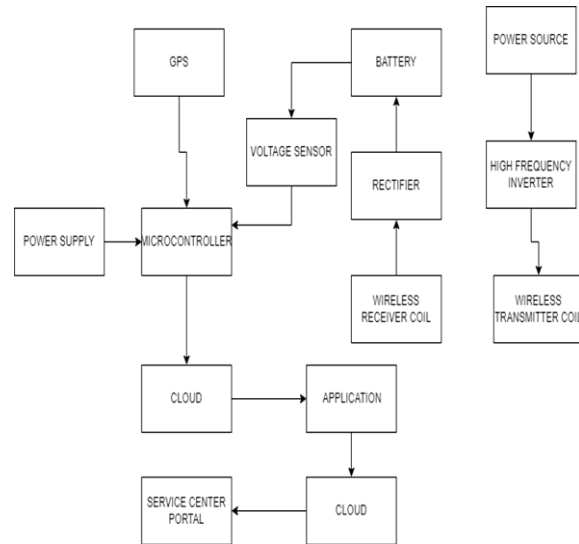 POWER SOURCE
GPS
BATTERY
VOLTAGE SENSOR
RECTIFIER
HIGH FREQUENCY
INVERTER
POWER SUPPLY
MICROCONTROLLER
WIRELESS
RECEIVER COIL
WIRELESS
TRANSMITTER COIL
CLOUD
APPLICATION
SERVICE CENTER
PORTAL
CLOUD